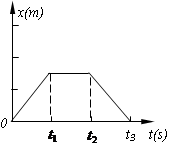 x(m)
0
t₁ t₂ t₃ t(s)